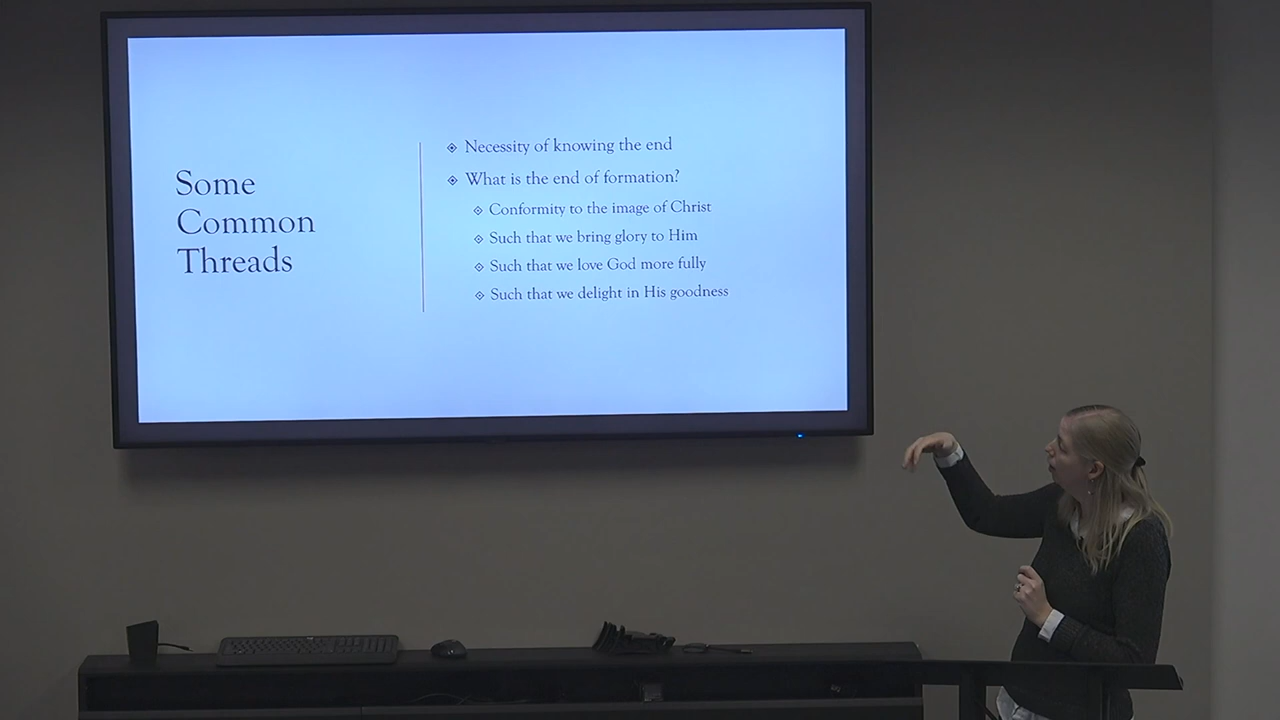 Some
Common
Threads
Necessity of knowing the end
What is the end of formation?
Conformity to the image of Christ
Such that we bring glory to Him
Such that we love God more fully
Such that we delight in His goodness